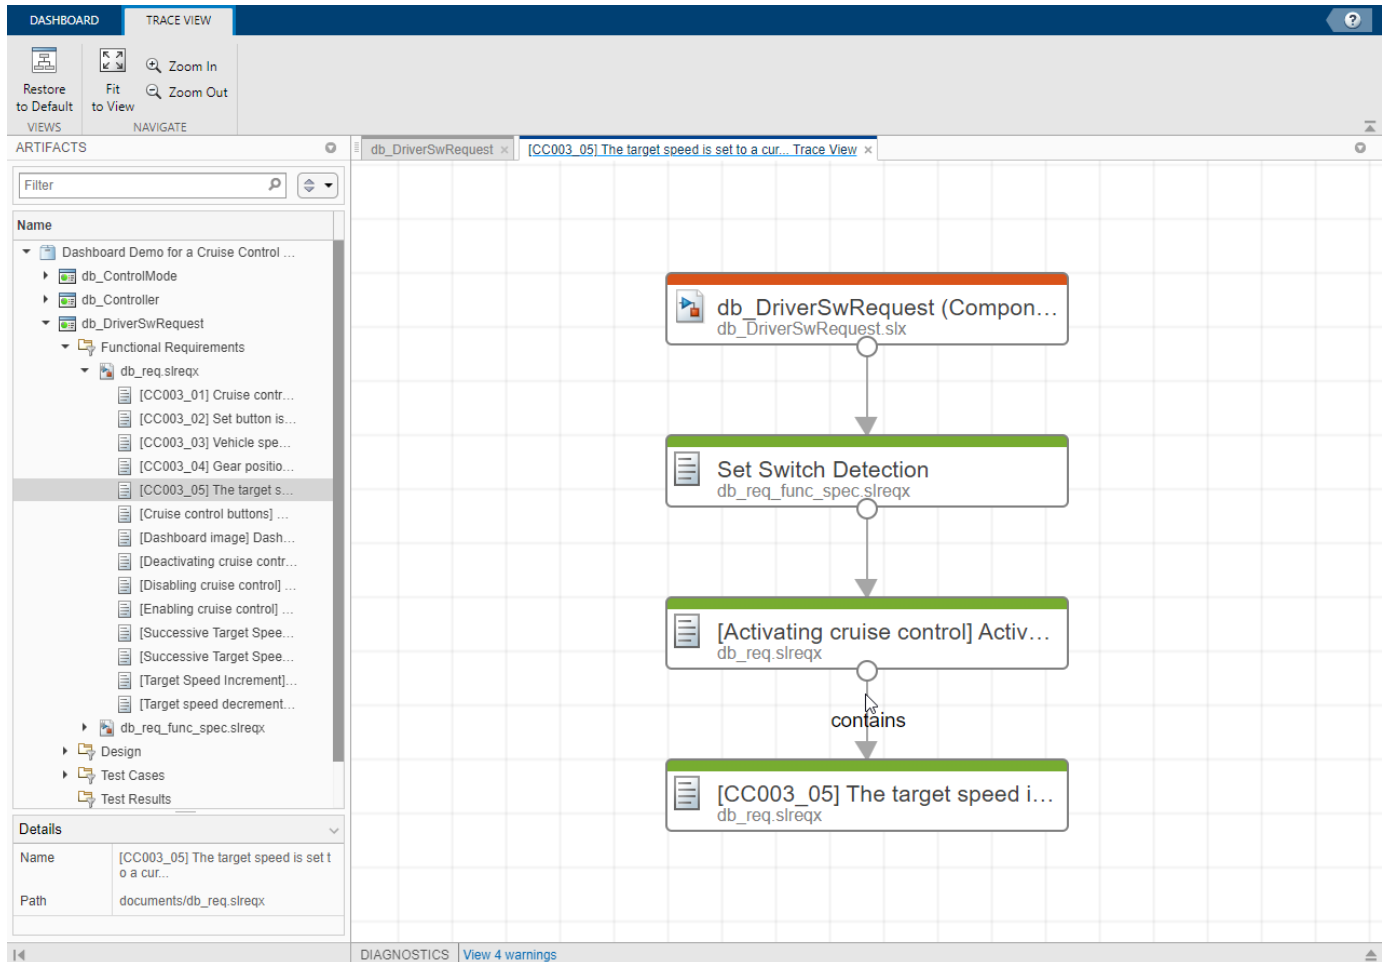 DASHBOARD
TRACE VIEW
?
Restore
to Default
Fit
to View
Zoom In
Zoom Out
VIEWS
NAVIGATE
ARTIFACTS
db_DriverSwRequest ×
[CC003_05] The target speed is set to a cur... Trace View ×
Filter
Name
Dashboard Demo for a Cruise Control ...
db_ControlMode
db_Controller
db_DriverSwRequest
Functional Requirements
db_req.slreqx
[CC003_01] Cruise contr...
[CC003_02] Set button is...
[CC003_03] Vehicle spe...
[CC003_04] Gear positio...
[CC003_05] The target s...
[Cruise control buttons] ...
[Dashboard image] Dash...
[Deactivating cruise contr...
[Disabling cruise control] ...
[Enabling cruise control] ...
[Successive Target Spee...
[Successive Target Spee...
[Target Speed Increment]...
[Target speed decrement...
db_req_func_spec.slreqx
Design
Test Cases
Test Results
Details
Name
[CC003_05] The target speed is set t
o a cur...
Path
documents/db_req.slreqx
db_DriverSwRequest (Compon...
db_DriverSwRequest.slx
Set Switch Detection
db_req_func_spec.slreqx
[Activating cruise control] Activ...
db_req.slreqx
contains
[CC003_05] The target speed i...
db_req.slreqx
DIAGNOSTICS
View 4 warnings